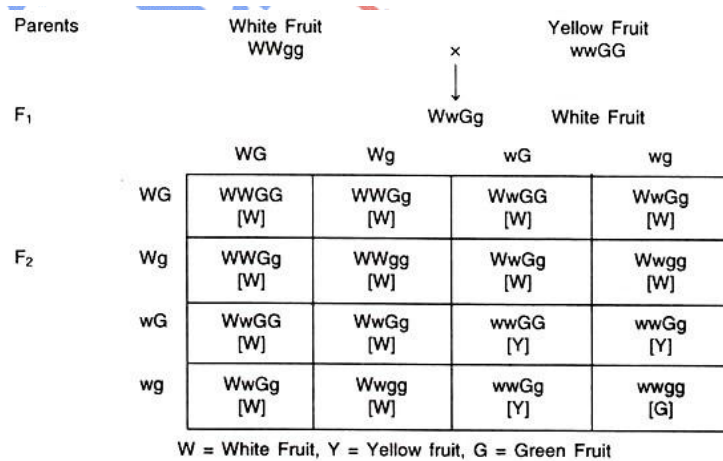 Parents White Fruit Yellow Fruit
WWgg × wwGG
F₁ WwGg White Fruit
WG Wg wG wg
WG WWGG WWGg WwGG WwGg
[W] [W] [W] [W]
F₂ Wg WWGg WWgg WwGg Wwgg
[W] [W] [W] [W]
wG WwGG WwGg wwGG wwGg
[W] [W] [Y] [Y]
wg WwGg Wwgg wwGg wwgg
[W] [W] [Y] [G]
W = White Fruit, Y = Yellow fruit, G = Green Fruit